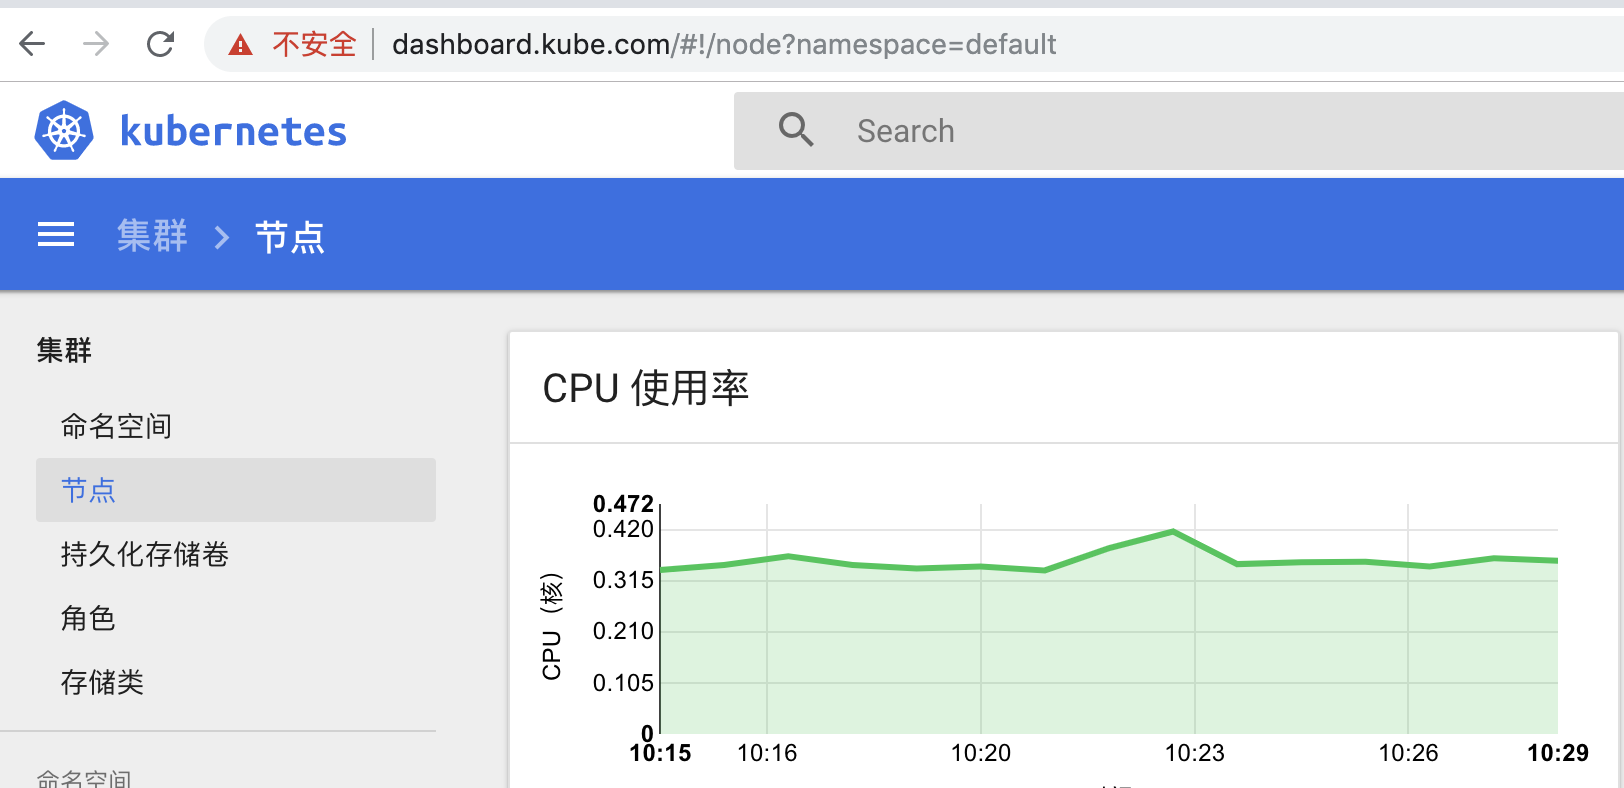 不安全 dashboard.kube.com/#!/node?namespace=default
kubernetes
Search
集群 节点
集群
命名空间
节点
持久化存储卷
角色
存储类
命名空间
CPU 使用率
CPU（核）
0.472
0.420
0.315
0.210
0.105
0
10:15 10:16 10:20 10:23 10:26 10:29